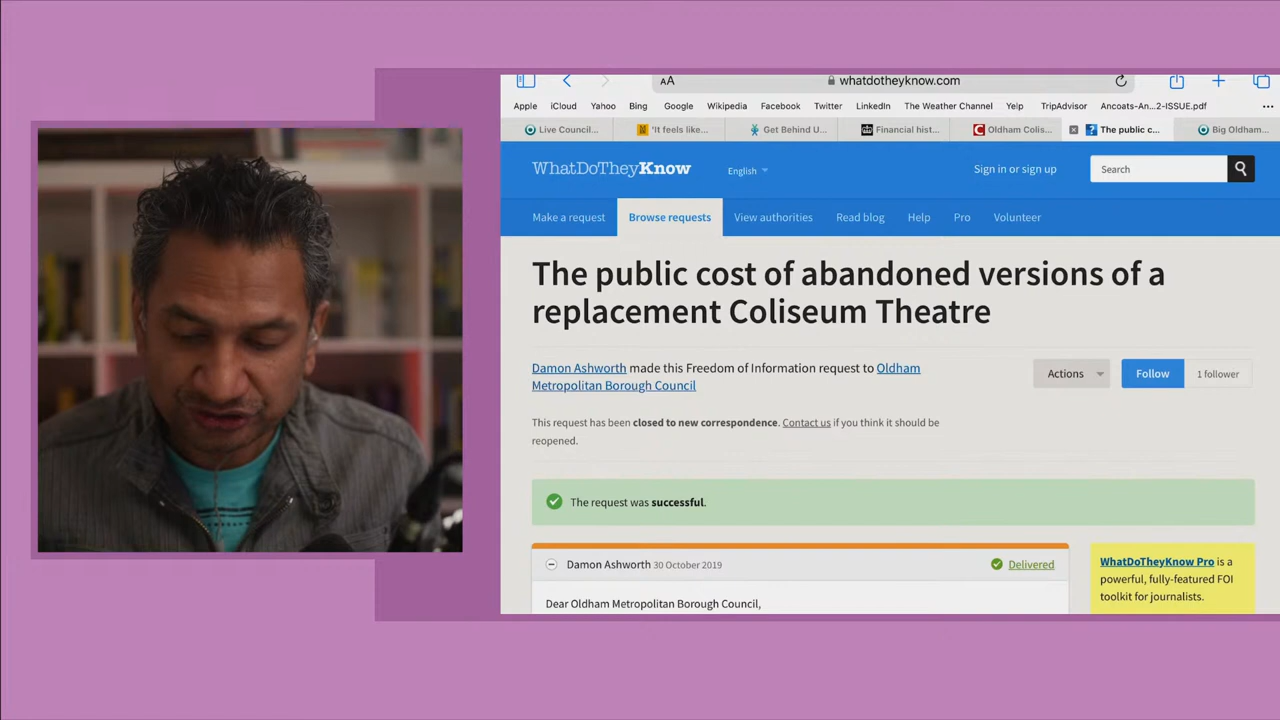 AA
whatdotheyknow.com
Apple iCloud Yahoo Bing Google Wikipedia Facebook Twitter LinkedIn The Weather Channel Yelp TripAdvisor Ancoats-An...2-ISSUE.pdf ...
Live Council... 'It feels like... Get Behind U... Financial hist... Oldham Colis... The public c... Big Oldham...
WhatDoTheyKnow English Sign in or sign up Search
Make a request Browse requests View authorities Read blog Help Pro Volunteer
The public cost of abandoned versions of a
replacement Coliseum Theatre
Damon Ashworth made this Freedom of Information request to Oldham
Metropolitan Borough Council
Actions Follow 1 follower
This request has been closed to new correspondence. Contact us if you think it should be
reopened.
The request was successful.
Damon Ashworth 30 October 2019 Delivered
Dear Oldham Metropolitan Borough Council,
WhatDoTheyKnow Pro is a
powerful, fully-featured FOI
toolkit for journalists.